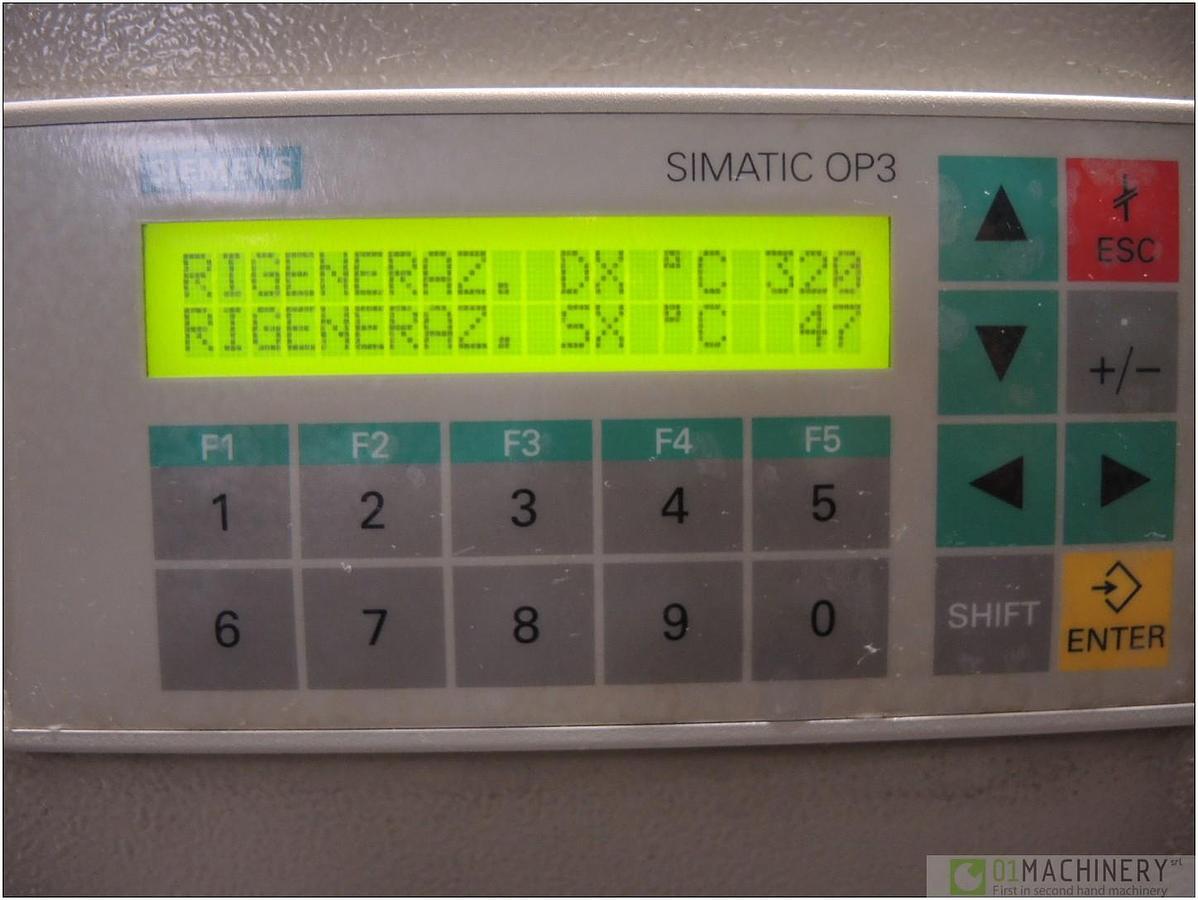 SIEMENS
SIMATIC OP3
RIGENERAZ. DX °C 320
RIGENERAZ. SX °C 47
ESC
+/−
F1 F2 F3 F4 F5
1 2 3 4 5
6 7 8 9 0
SHIFT
ENTER
01MACHINERY srl
First in second hand machinery